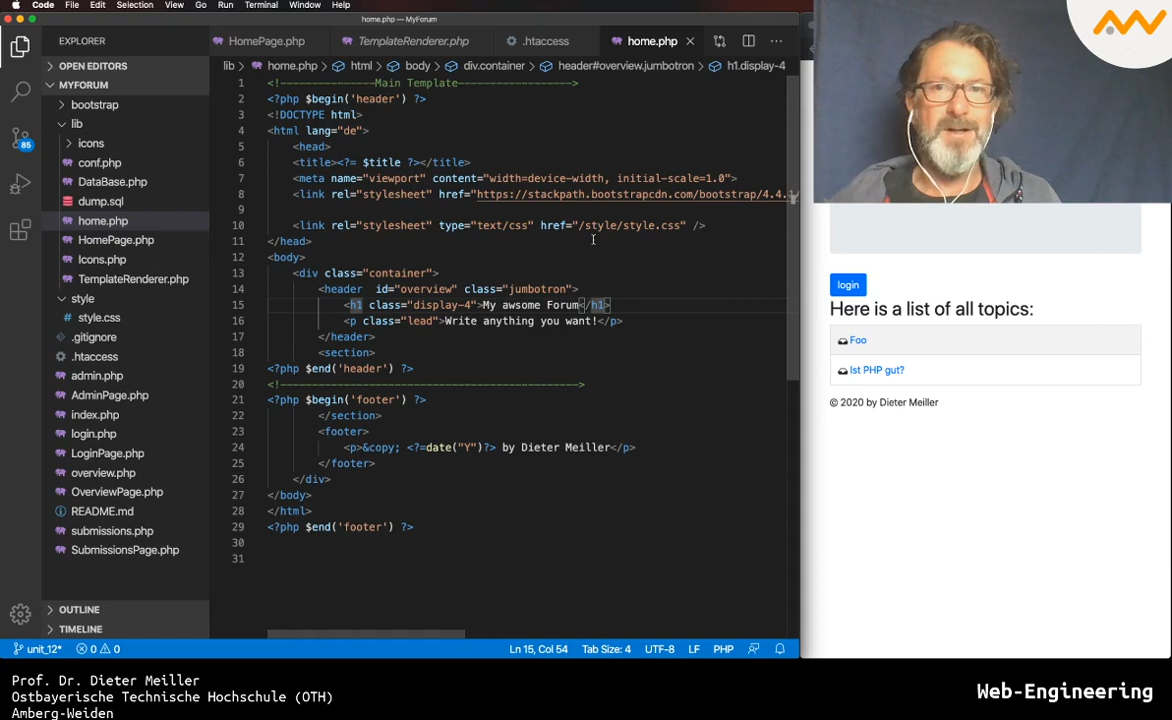 Code File Edit Selection View Go Run Terminal Window Help
home.php — MyForum
EXPLORER
HomePage.php TemplateRenderer.php .htaccess home.php
OPEN EDITORS
lib > home.php > html > body > div.container > header#overview.jumbotron > h1.display-4
MYFORUM
bootstrap
lib
icons
conf.php
DataBase.php
dump.sql
home.php
HomePage.php
Icons.php
TemplateRenderer.php
style
style.css
.gitignore
.htaccess
admin.php
AdminPage.php
index.php
login.php
LoginPage.php
overview.php
OverviewPage.php
README.md
submissions.php
SubmissionsPage.php
OUTLINE
TIMELINE
85
1 <!---------------Main Template------------------>
2 <?php $begin('header') ?>
3 <!DOCTYPE html>
4 <html lang="de">
5 <head>
6 <title><?= $title ?></title>
7 <meta name="viewport" content="width=device-width, initial-scale=1.0">
8 <link rel="stylesheet" href="https://stackpath.bootstrapcdn.com/bootstrap/4.4.1/
9
10 <link rel="stylesheet" type="text/css" href="/style/style.css" />
11 </head>
12 <body>
13 <div class="container">
14 <header id="overview" class="jumbotron">
15 <h1 class="display-4">My awsome Forum</h1>
16 <p class="lead">Write anything you want!</p>
17 </header>
18 <section>
19 <?php $end('header') ?>
20 <!----------------------------------------------->
21 <?php $begin('footer') ?>
22 </section>
23 <footer>
24 <p>&copy; <?=date("Y")?> by Dieter Meiller</p>
25 </footer>
26 </div>
27 </body>
28 </html>
29 <?php $end('footer') ?>
30
31
login
Here is a list of all topics:
Foo
Ist PHP gut?
© 2020 by Dieter Meiller
unit_12* 0 0 Ln 15, Col 54 Tab Size: 4 UTF-8 LF PHP
Prof. Dr. Dieter Meiller
Ostbayerische Technische Hochschule (OTH)
Amberg-Weiden
Web-Engineering